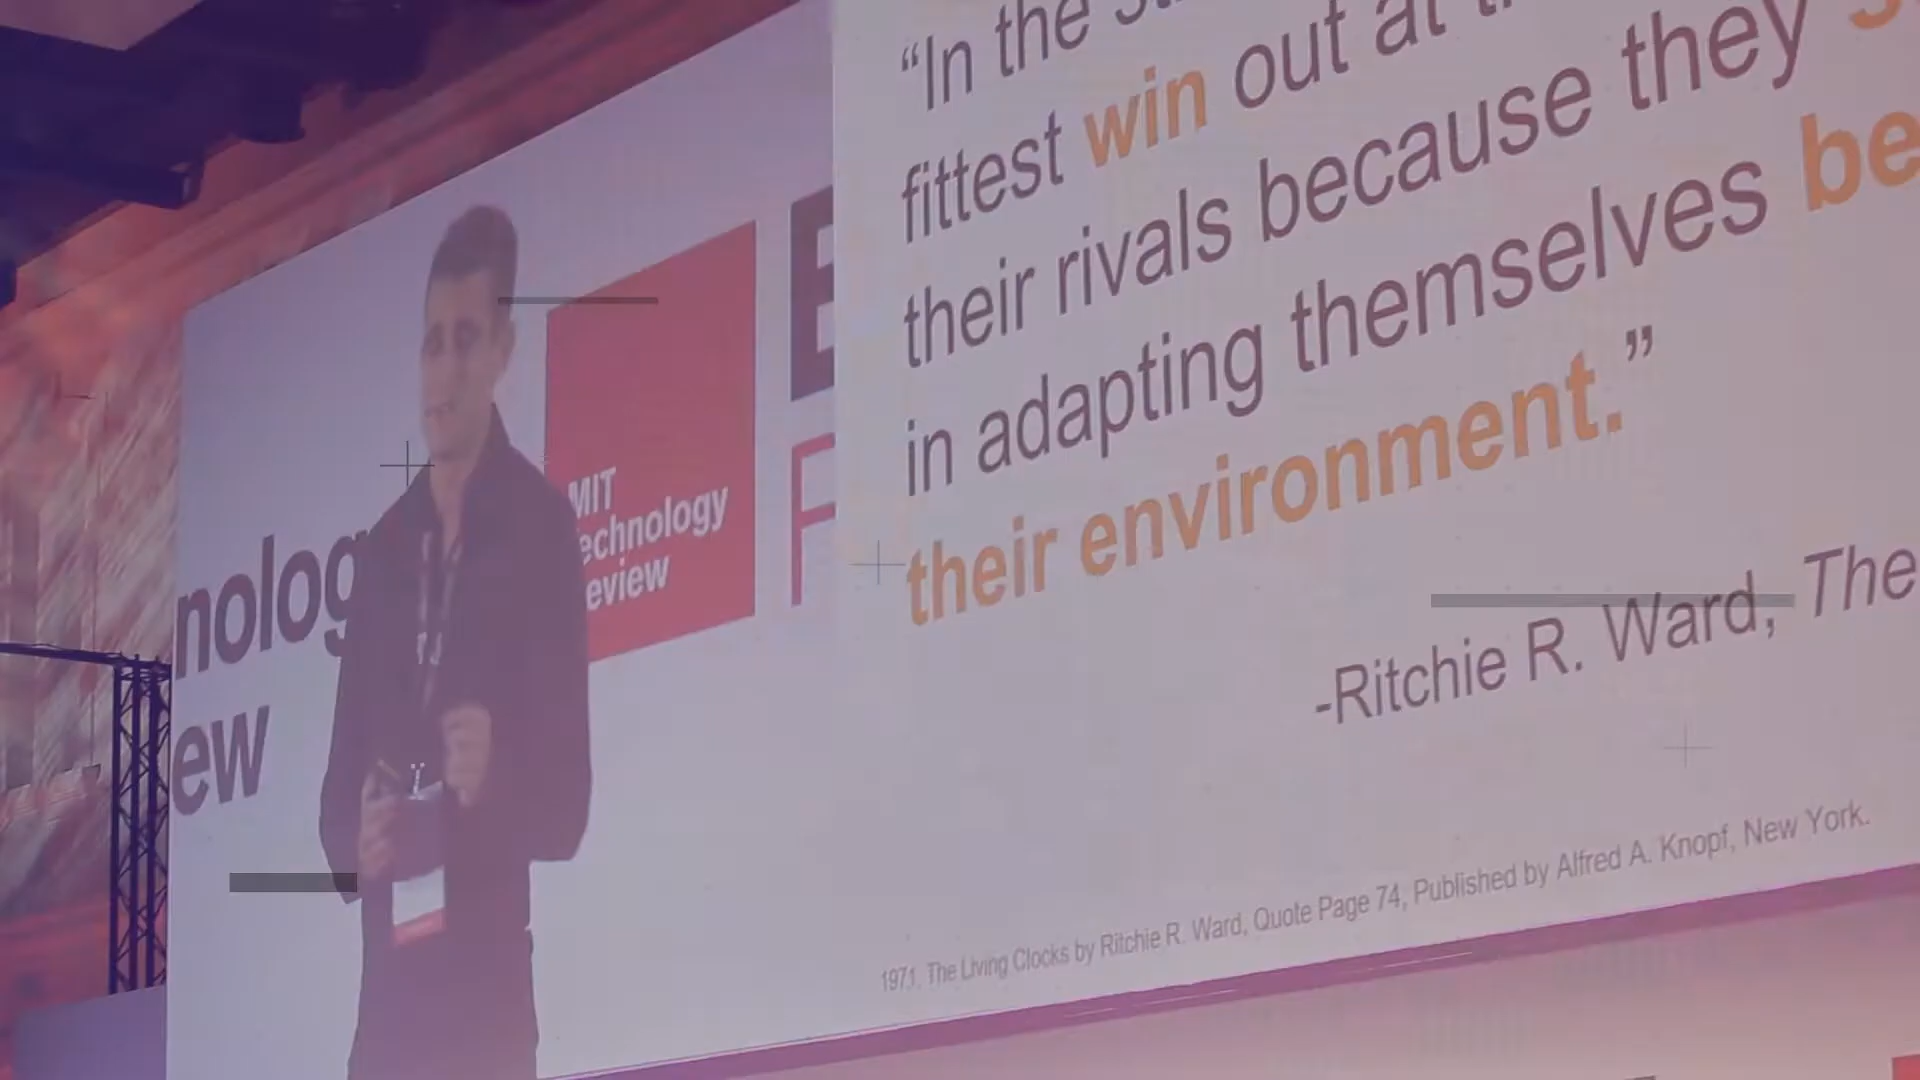 nolog
ew
MIT
echnology
eview
E
F
“In the
fittest win out at
their rivals because they
in adapting themselves be
their environment.”
-Ritchie R. Ward, The
1971, The Living Clocks by Ritchie R. Ward, Quote Page 74, Published by Alfred A. Knopf, New York.